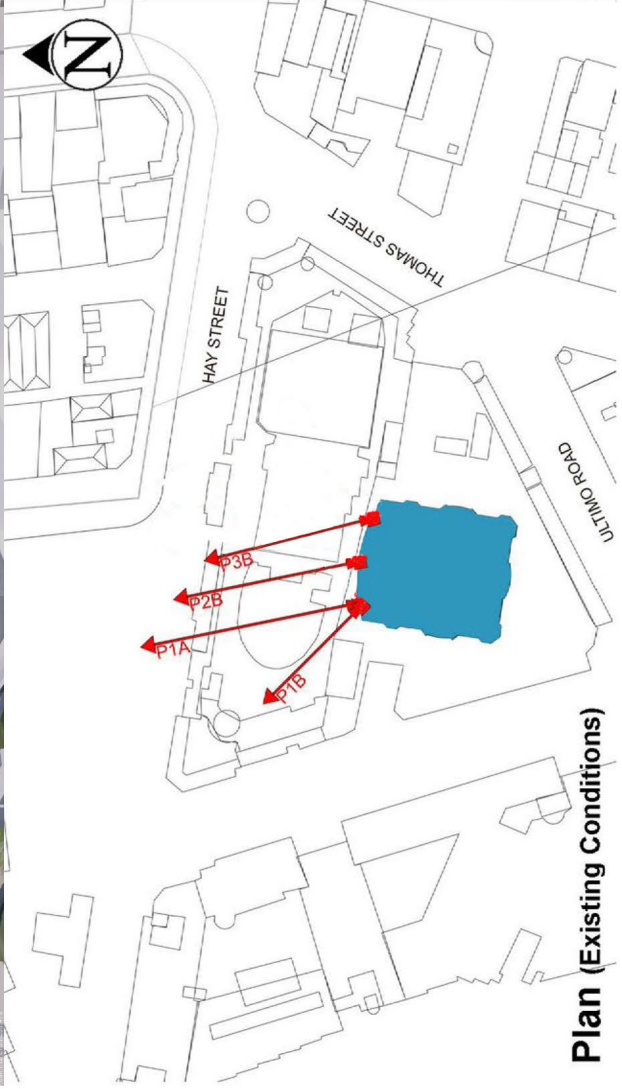 N
HAY STREET
THOMAS STREET
P3B
P2B
P1A
P1B
ULTIMO ROAD
Plan (Existing Conditions)